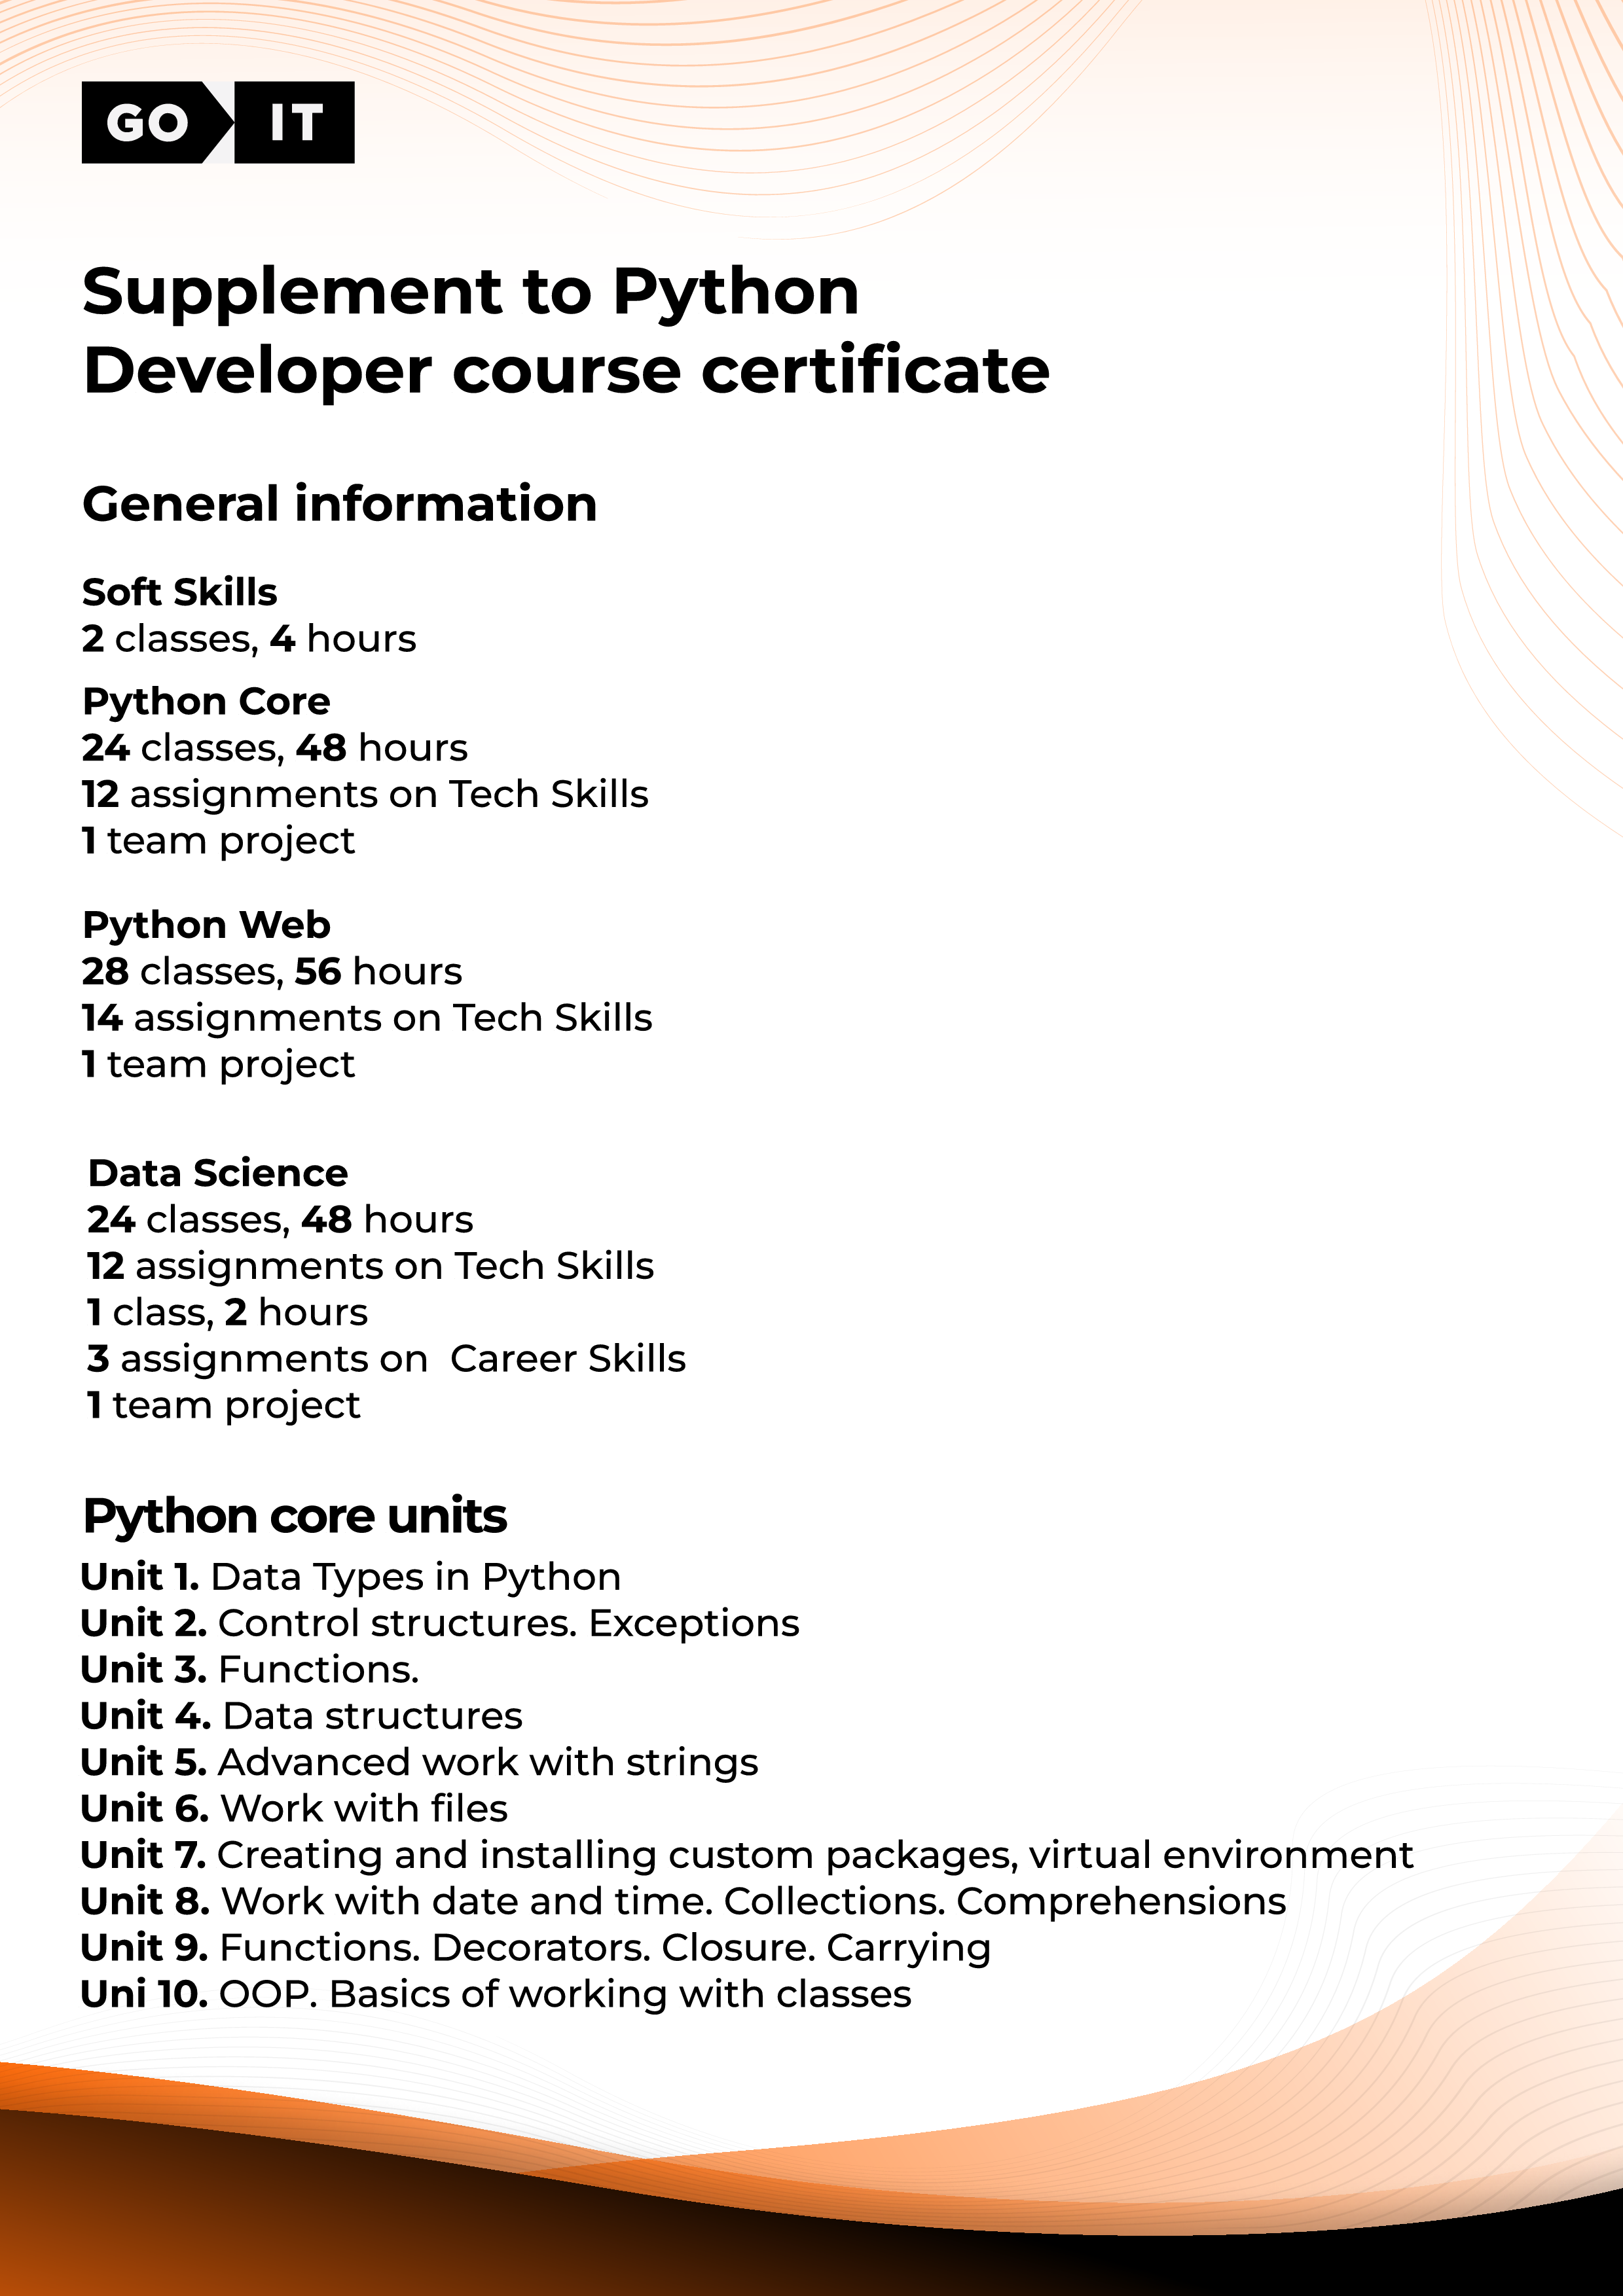 GO IT
Supplement to Python
Developer course certificate
General information
Soft Skills
2 classes, 4 hours
Python Core
24 classes, 48 hours
12 assignments on Tech Skills
1 team project
Python Web
28 classes, 56 hours
14 assignments on Tech Skills
1 team project
Data Science
24 classes, 48 hours
12 assignments on Tech Skills
1 class, 2 hours
3 assignments on  Career Skills
1 team project
Python core units
Unit 1. Data Types in Python
Unit 2. Control structures. Exceptions
Unit 3. Functions.
Unit 4. Data structures
Unit 5. Advanced work with strings
Unit 6. Work with files
Unit 7. Creating and installing custom packages, virtual environment
Unit 8. Work with date and time. Collections. Comprehensions
Unit 9. Functions. Decorators. Closure. Carrying
Uni 10. OOP. Basics of working with classes